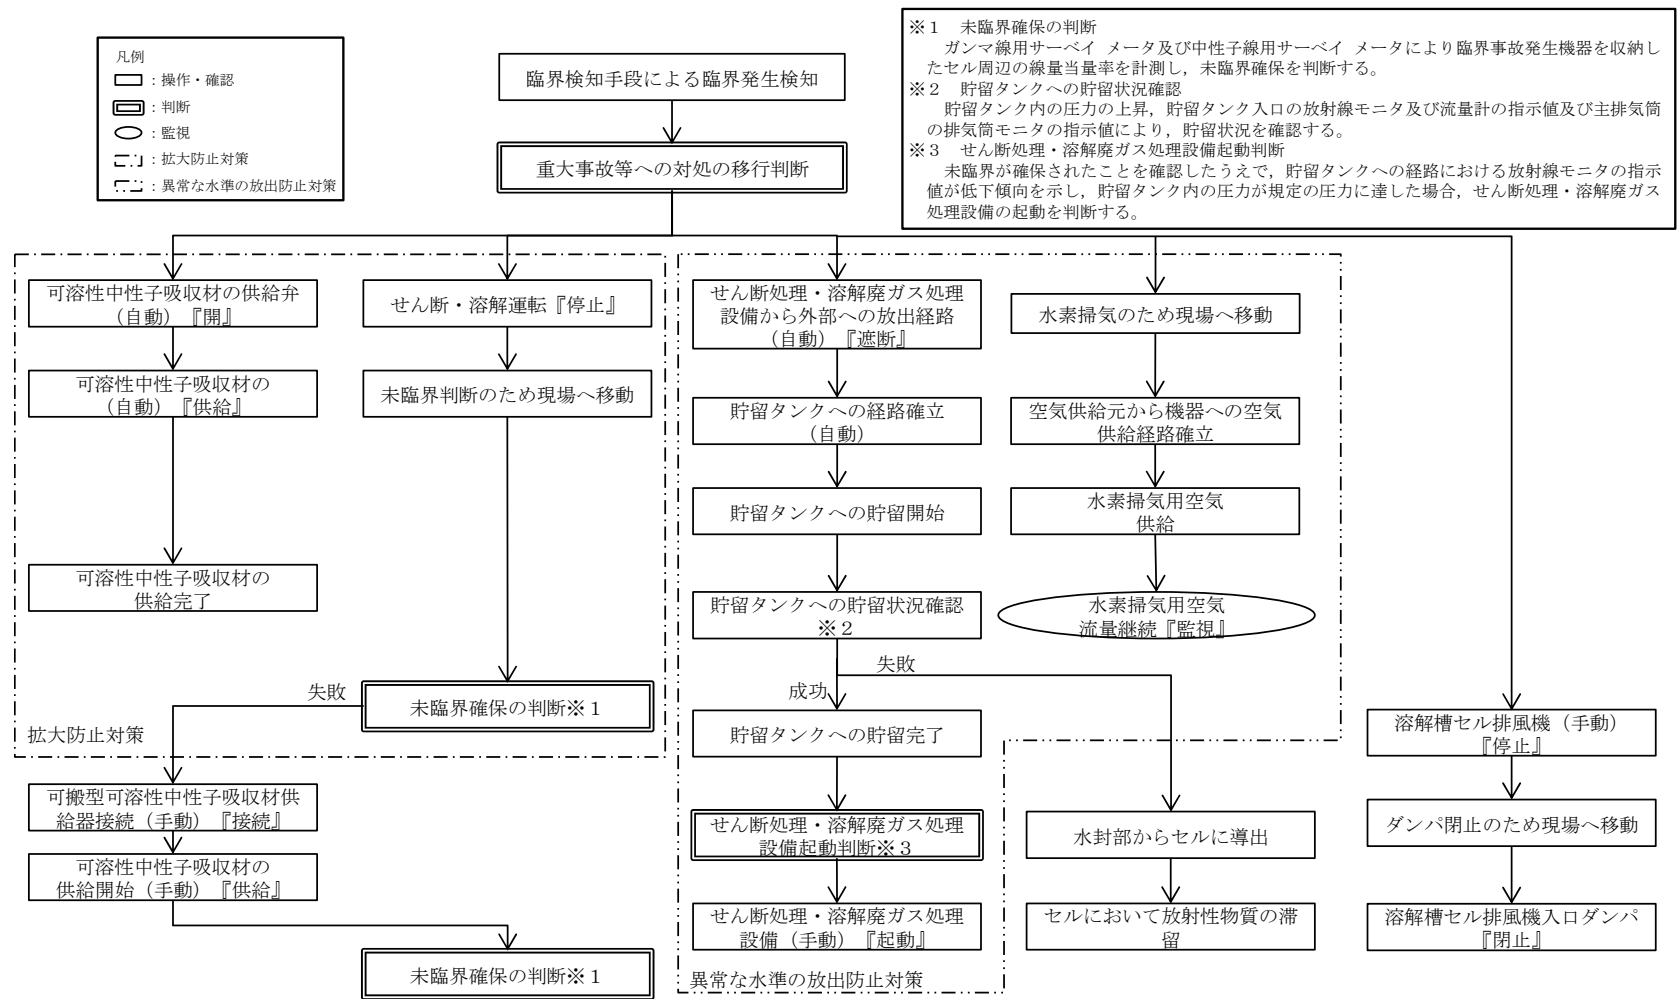 凡例
：操作・確認
：判断
：監視
：拡大防止対策
：異常な水準の放出防止対策
※１　未臨界確保の判断
ガンマ線用サーベイ メータ及び中性子線用サーベイ メータにより臨界事故発生機器を収納し
たセル周辺の線量当量率を計測し，未臨界確保を判断する。
※２　貯留タンクへの貯留状況確認
貯留タンク内の圧力の上昇，貯留タンク入口の放射線モニタ及び流量計の指示値及び主排気筒
の排気筒モニタの指示値により，貯留状況を確認する。
※３　せん断処理・溶解廃ガス処理設備起動判断
未臨界が確保されたことを確認したうえで，貯留タンクへの経路における放射線モニタの指示
値が低下傾向を示し，貯留タンク内の圧力が規定の圧力に達した場合，せん断処理・溶解廃ガス
処理設備の起動を判断する。
臨界検知手段による臨界発生検知
重大事故等への対処の移行判断
可溶性中性子吸収材の供給弁
（自動）『開』
可溶性中性子吸収材の
（自動）『供給』
可溶性中性子吸収材の
供給完了
せん断・溶解運転『停止』
未臨界判断のため現場へ移動
失敗
未臨界確保の判断※１
拡大防止対策
可搬型可溶性中性子吸収材供
給器接続（手動）『接続』
可溶性中性子吸収材の
供給開始（手動）『供給』
未臨界確保の判断※１
せん断処理・溶解廃ガス処理
設備から外部への放出経路
（自動）『遮断』
貯留タンクへの経路確立
（自動）
貯留タンクへの貯留開始
貯留タンクへの貯留状況確認
※２
失敗
成功
貯留タンクへの貯留完了
せん断処理・溶解廃ガス処理
設備起動判断※３
せん断処理・溶解廃ガス処理
設備（手動）『起動』
異常な水準の放出防止対策
水素掃気のため現場へ移動
空気供給元から機器への空気
供給経路確立
水素掃気用空気
供給
水素掃気用空気
流量継続『監視』
水封部からセルに導出
セルにおいて放射性物質の滞
留
溶解槽セル排風機（手動）
『停止』
ダンパ閉止のため現場へ移動
溶解槽セル排風機入口ダンパ
『閉止』